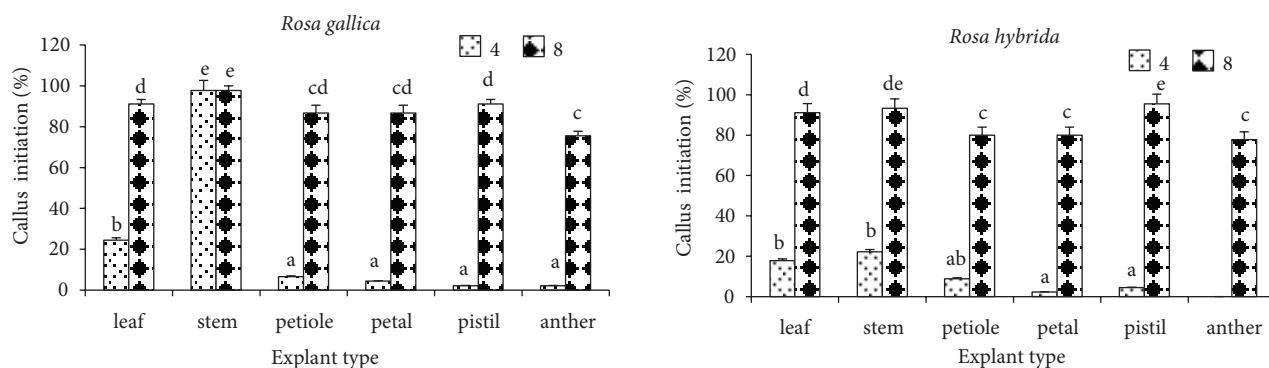 Rosa gallica
4 8
Callus initiation (%)
120
100
80
60
40
20
0
b d e e a cd a cd a d a c
leaf stem petiole petal pistil anther
Explant type
Rosa hybrida
4 8
Callus initiation (%)
120
100
80
60
40
20
0
b d b de ab c a c a e c
leaf stem petiole petal pistil anther
Explant type